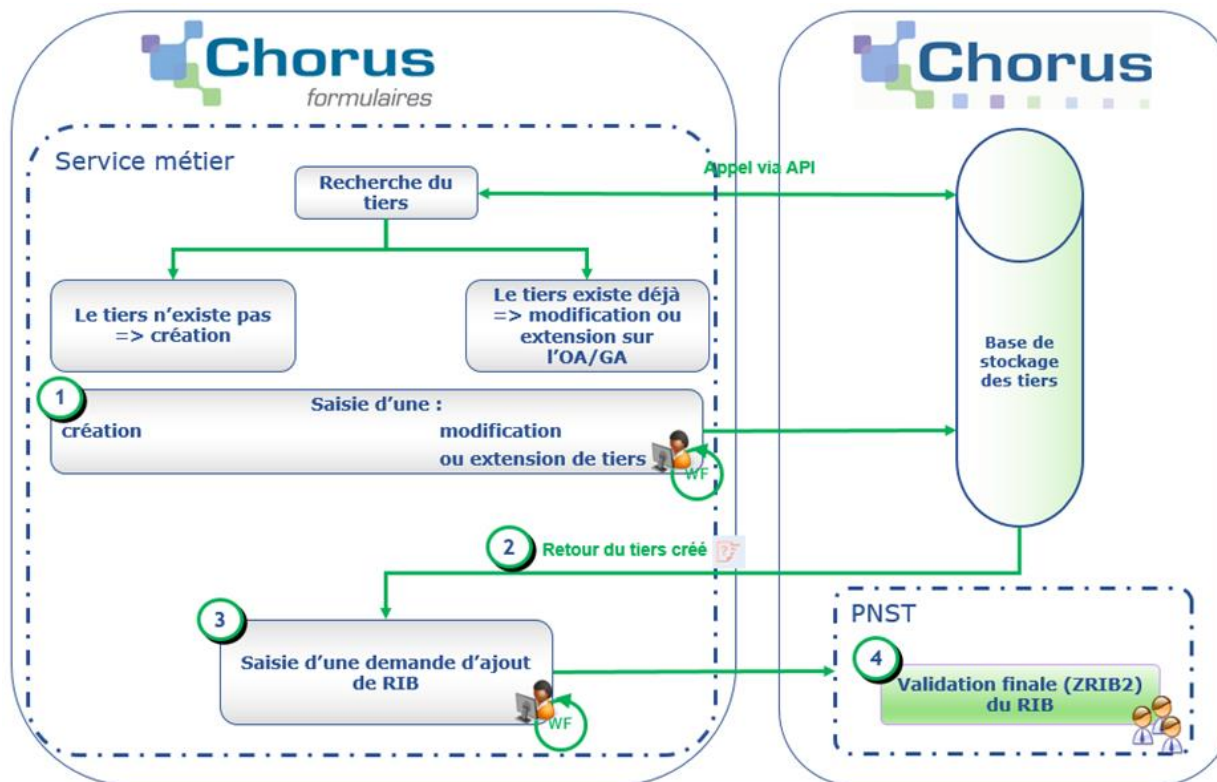 Chorus
formulaires
Chorus
Service métier
Recherche du
tiers
Appel via API
Le tiers n’existe pas
=> création
Le tiers existe déjà
=> modification ou
extension sur
l’OA/GA
Base de
stockage
des tiers
1
Saisie d’une :
création
modification
ou extension de tiers
WF
2
Retour du tiers créé
3
Saisie d’une demande d’ajout
de RIB
WF
PNST
4
Validation finale (ZRIB2)
du RIB